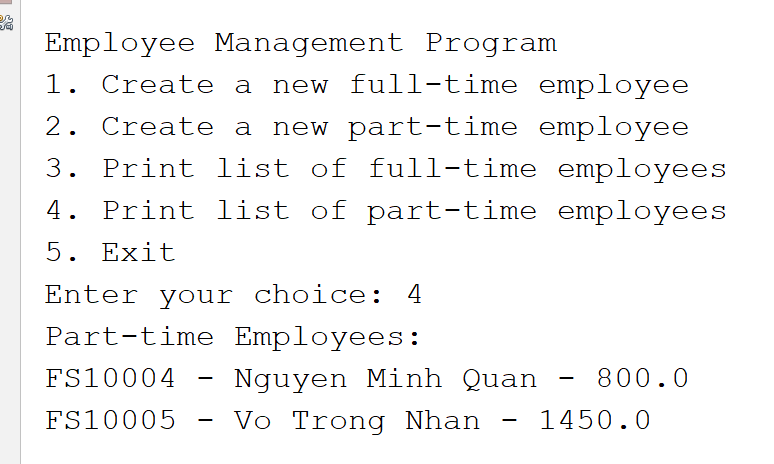 Employee Management Program
1. Create a new full-time employee
2. Create a new part-time employee
3. Print list of full-time employees
4. Print list of part-time employees
5. Exit
Enter your choice: 4
Part-time Employees:
FS10004 - Nguyen Minh Quan - 800.0
FS10005 - Vo Trong Nhan - 1450.0